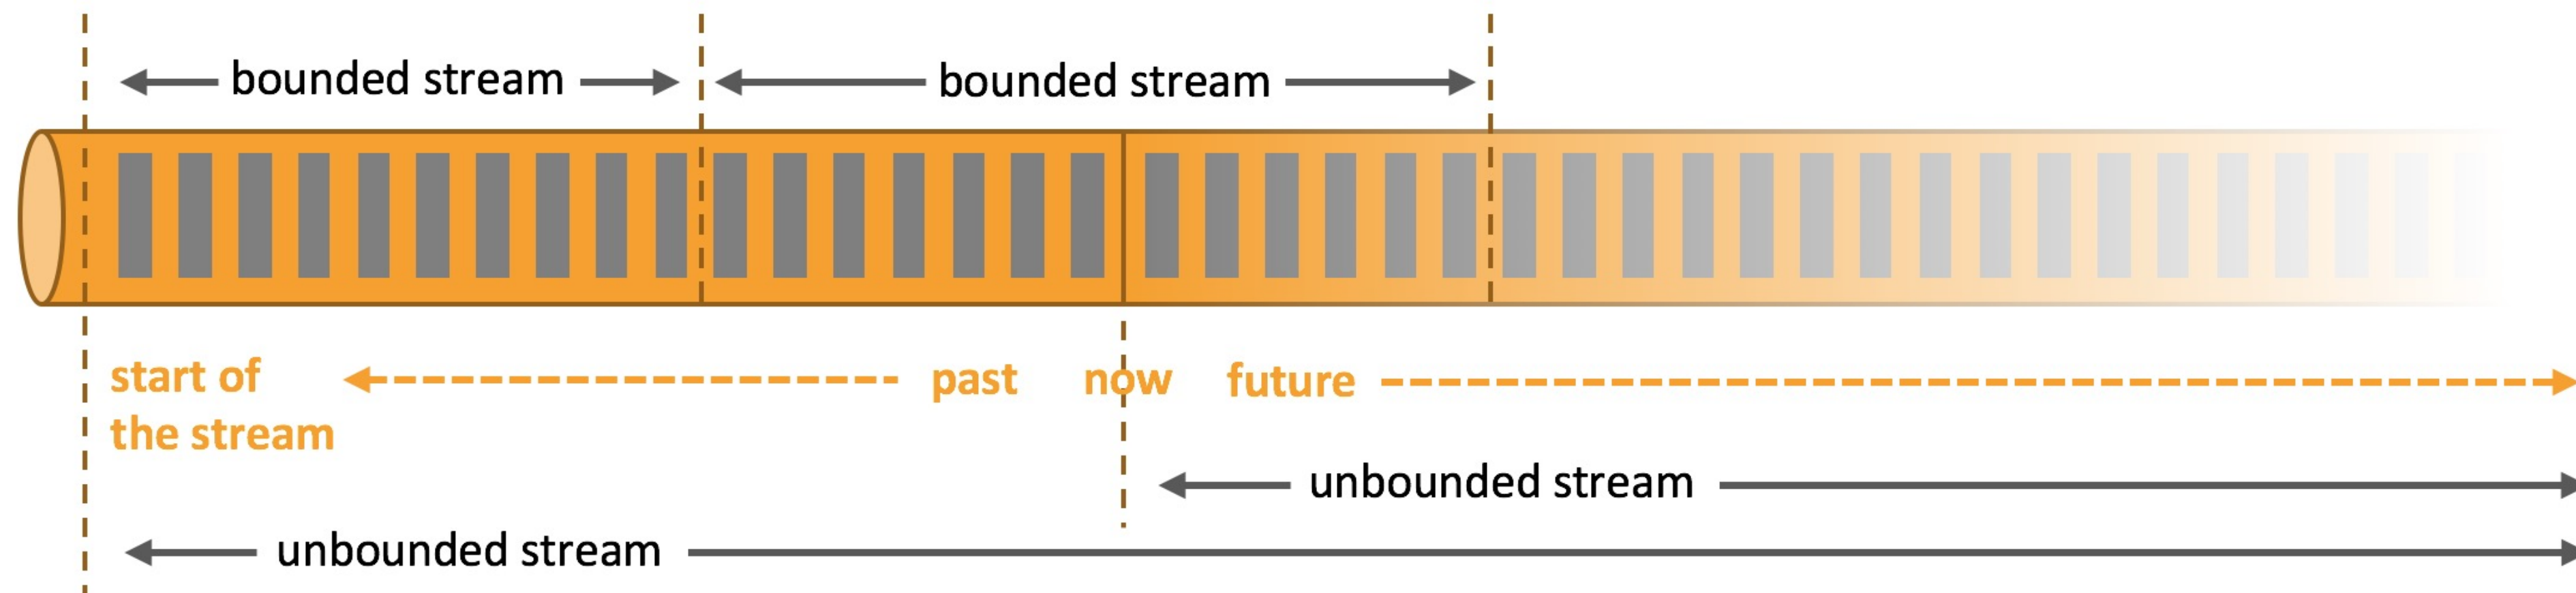 bounded stream
bounded stream
start of
the stream
past
now
future
unbounded stream
unbounded stream